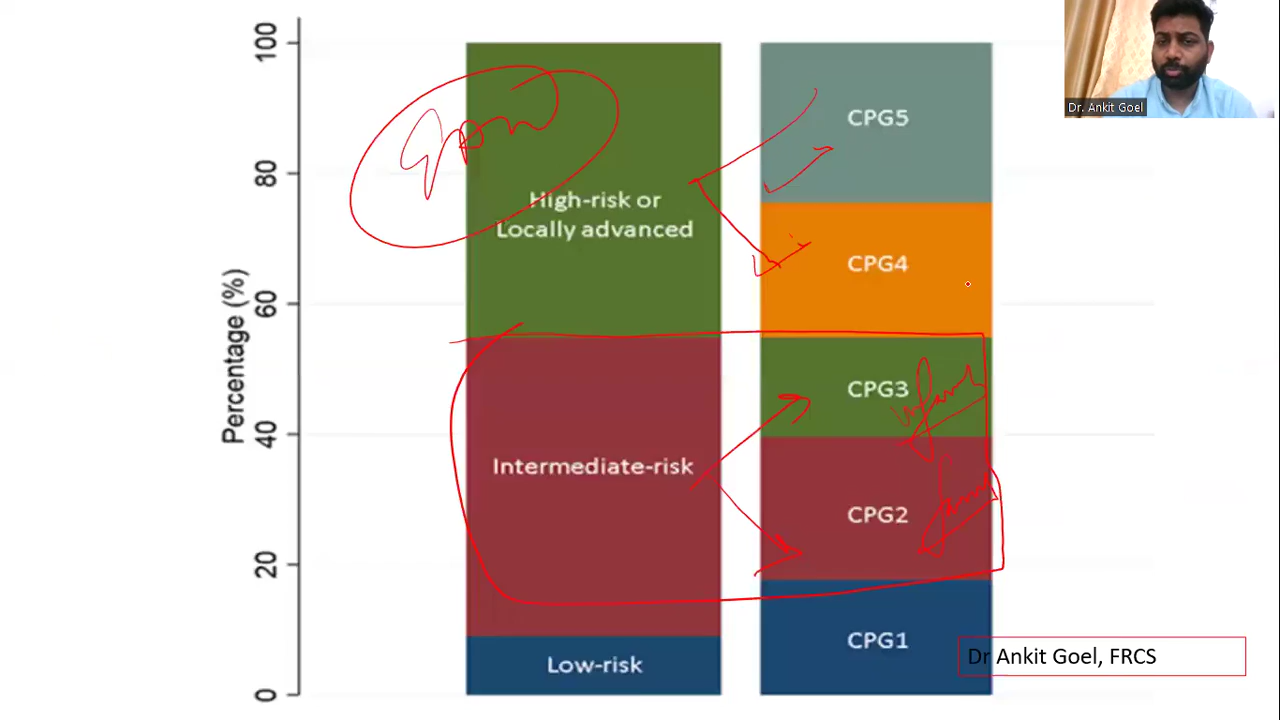 Dr. Ankit Goel
100
80
60
40
20
0
Percentage (%)
High-risk or
Locally advanced
Intermediate-risk
Low-risk
CPG5
CPG4
CPG3
CPG2
CPG1
Dr Ankit Goel, FRCS